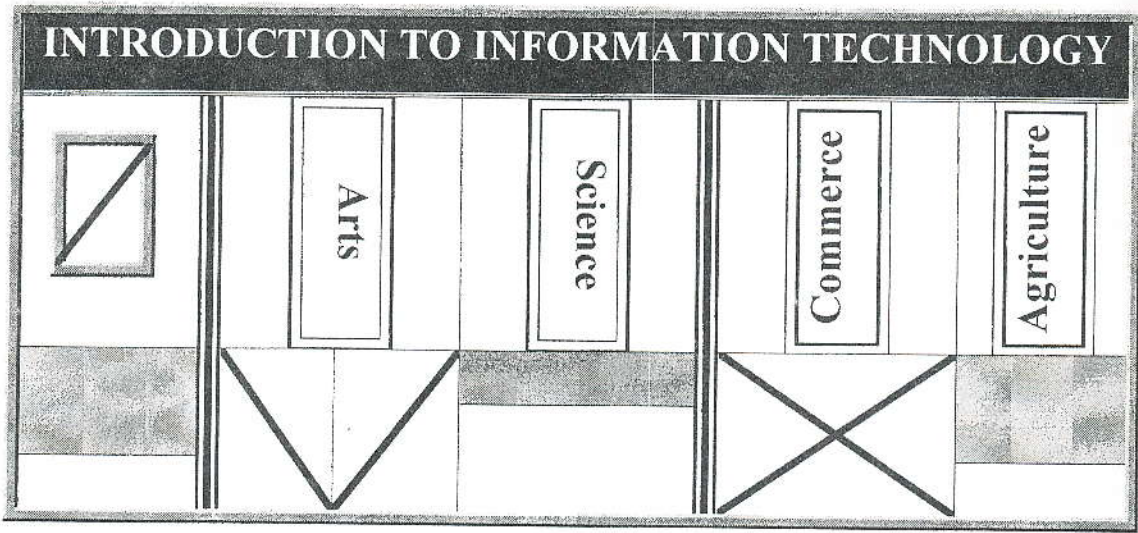 INTRODUCTION TO INFORMATION TECHNOLOGY
Arts
Science
Commerce
Agriculture